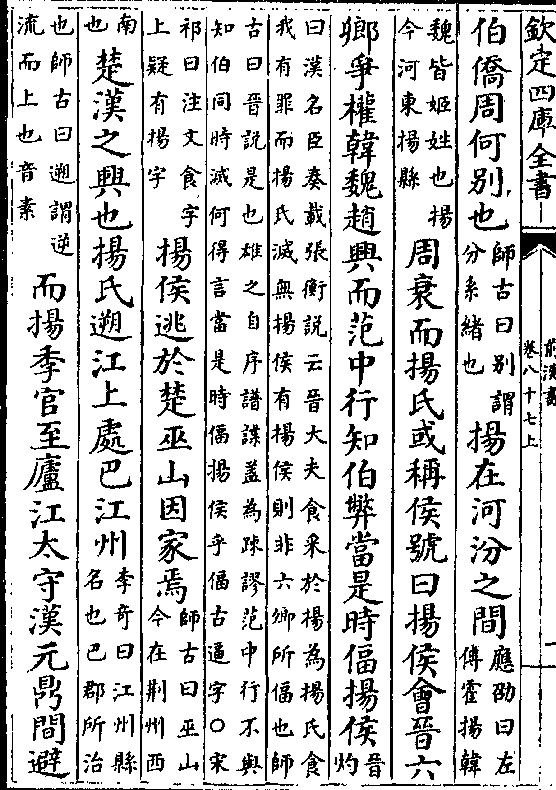 欽定四庫全書
前漢書
卷八十七上
伯僑周何別也
師古曰別謂
分系緒也
揚在河汾之間
應劭曰左
傳霍揚韓
魏皆姬姓也揚
今河東揚縣
周衰而揚氏或稱侯號曰揚侯會晉六
卿爭權韓魏趙興而范中行知伯弊當是時偪揚侯
晉
灼
曰漢名臣奏載張衡說云晉大夫食采於揚為揚氏食
我有罪而揚氏滅無揚侯有揚侯則非六卿所偪也師
古曰晉說是也雄之自序譜諜蓋為踈謬范中行不與
知伯同時滅何得言當是時偪揚侯乎偪古逼字○宋
祁曰注文食字
上疑有揚字
揚侯逃於楚巫山因家焉
師古曰巫山
今在荆州西
南
也
楚漢之興也揚氏遡江上處巴江州
李奇曰江州縣
名也巴郡所治
也師古曰遡謂逆
流而上也音素
而揚季官至廬江太守漢元鼎間避